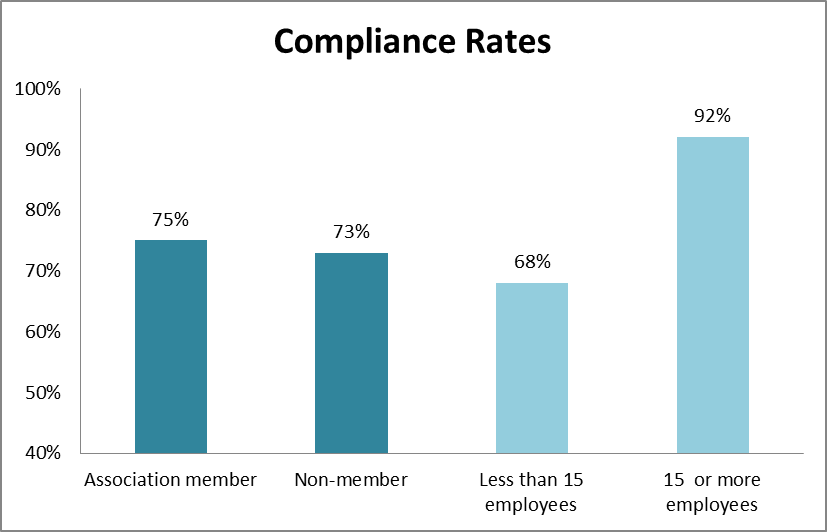 Compliance Rates
100%
90%
80%
70%
60%
50%
40%
75%
73%
68%
92%
Association member
Non-member
Less than 15
employees
15 or more
employees